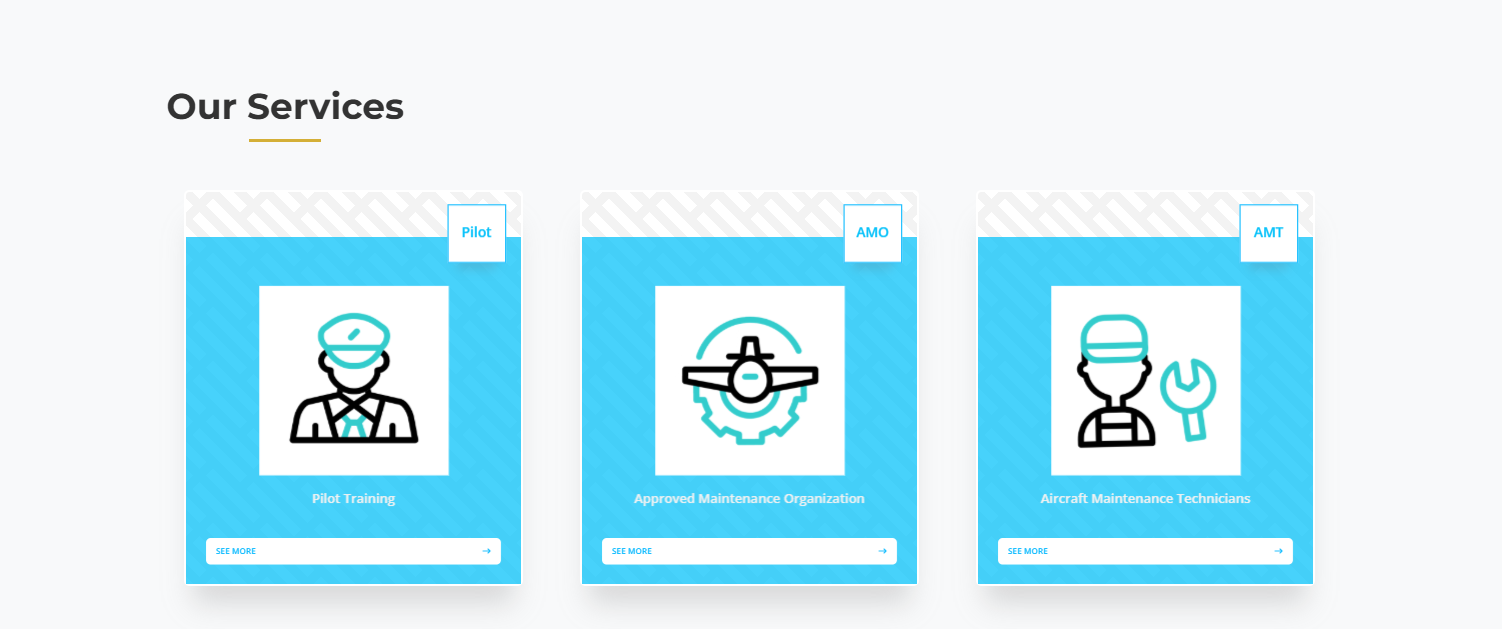 Our Services
Pilot
AMO
AMT
Pilot Training
Approved Maintenance Organization
Aircraft Maintenance Technicians
SEE MORE →
SEE MORE →
SEE MORE →